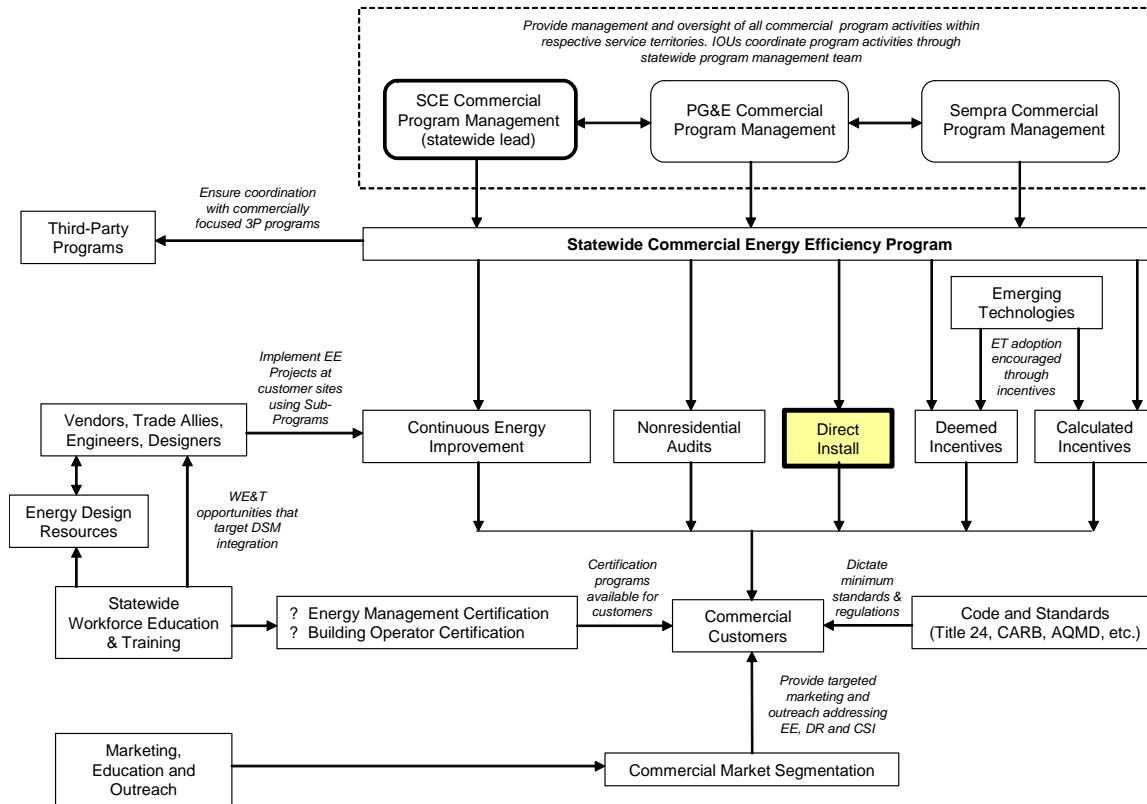 Provide management and oversight of all commercial program activities within
respective service territories. IOUs coordinate program activities through
statewide program management team
SCE Commercial
Program Management
(statewide lead)
PG&E Commercial
Program Management
Sempra Commercial
Program Management
Ensure coordination
with commercially
focused 3P programs
Third-Party
Programs
Statewide Commercial Energy Efficiency Program
Emerging
Technologies
ET adoption
encouraged
through
incentives
Implement EE
Projects at
customer sites
using Sub-
Programs
Vendors, Trade Allies,
Engineers, Designers
Continuous Energy
Improvement
Nonresidential
Audits
Direct
Install
Deemed
Incentives
Calculated
Incentives
Energy Design
Resources
WE&T
opportunities that
target DSM
integration
Statewide
Workforce Education
& Training
? Energy Management Certification
? Building Operator Certification
Certification
programs
available for
customers
Commercial
Customers
Dictate
minimum
standards &
regulations
Code and Standards
(Title 24, CARB, AQMD, etc.)
Provide targeted
marketing and
outreach addressing
EE, DR and CSI
Marketing,
Education and
Outreach
Commercial Market Segmentation